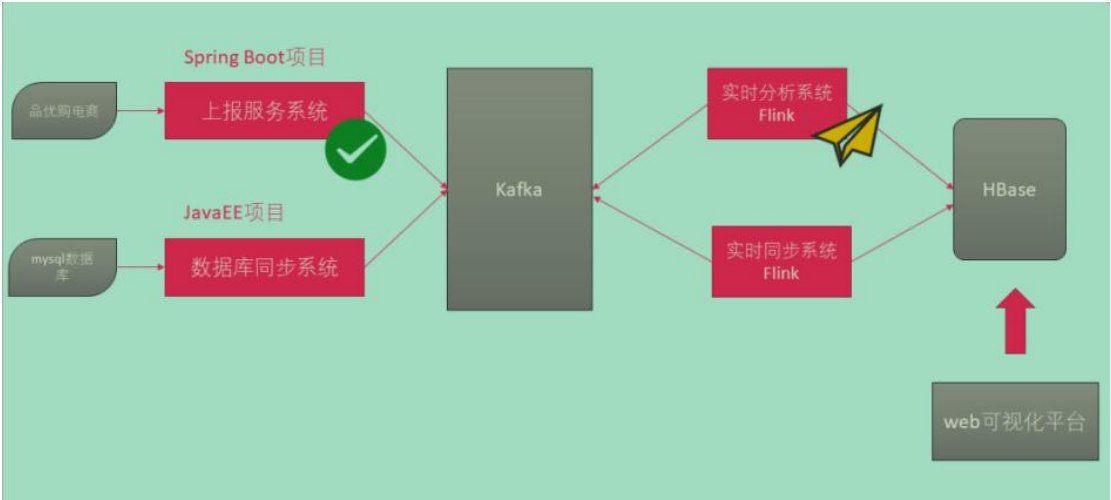 Spring Boot项目
品优购电商
上报服务系统
JavaEE项目
mysql数据
库
数据库同步系统
Kafka
实时分析系统
Flink
实时同步系统
Flink
HBase
web可视化平台